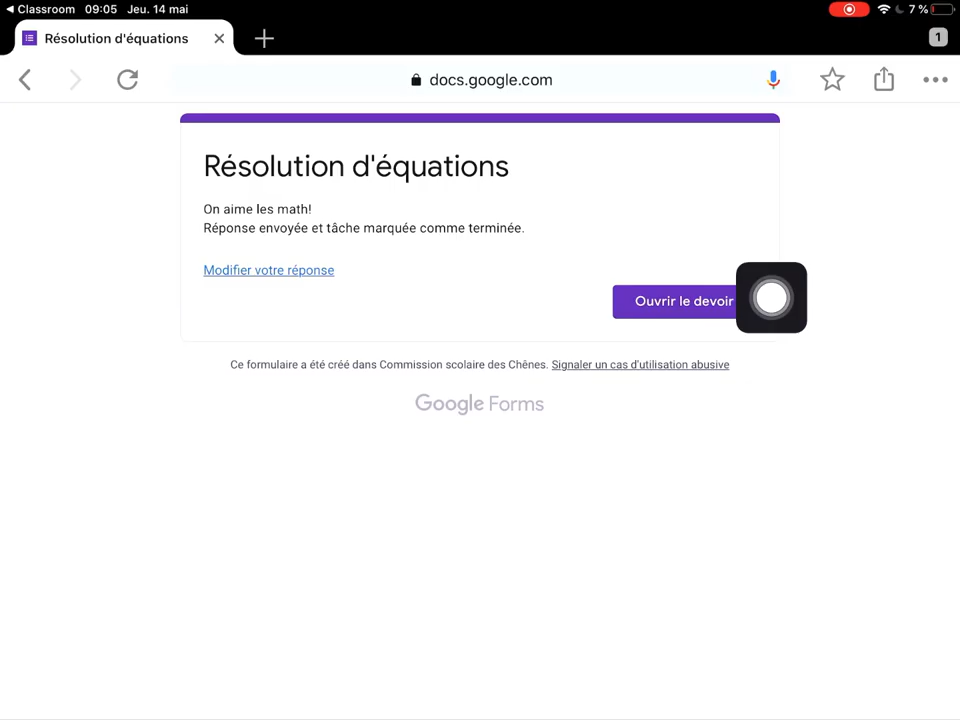 Classroom 09:05 Jeu. 14 mai 7 %
Résolution d'équations 1
docs.google.com
Résolution d'équations
On aime les math!
Réponse envoyée et tâche marquée comme terminée.
Modifier votre réponse
Ouvrir le devoir
Ce formulaire a été créé dans Commission scolaire des Chênes. Signaler un cas d'utilisation abusive
Google Forms